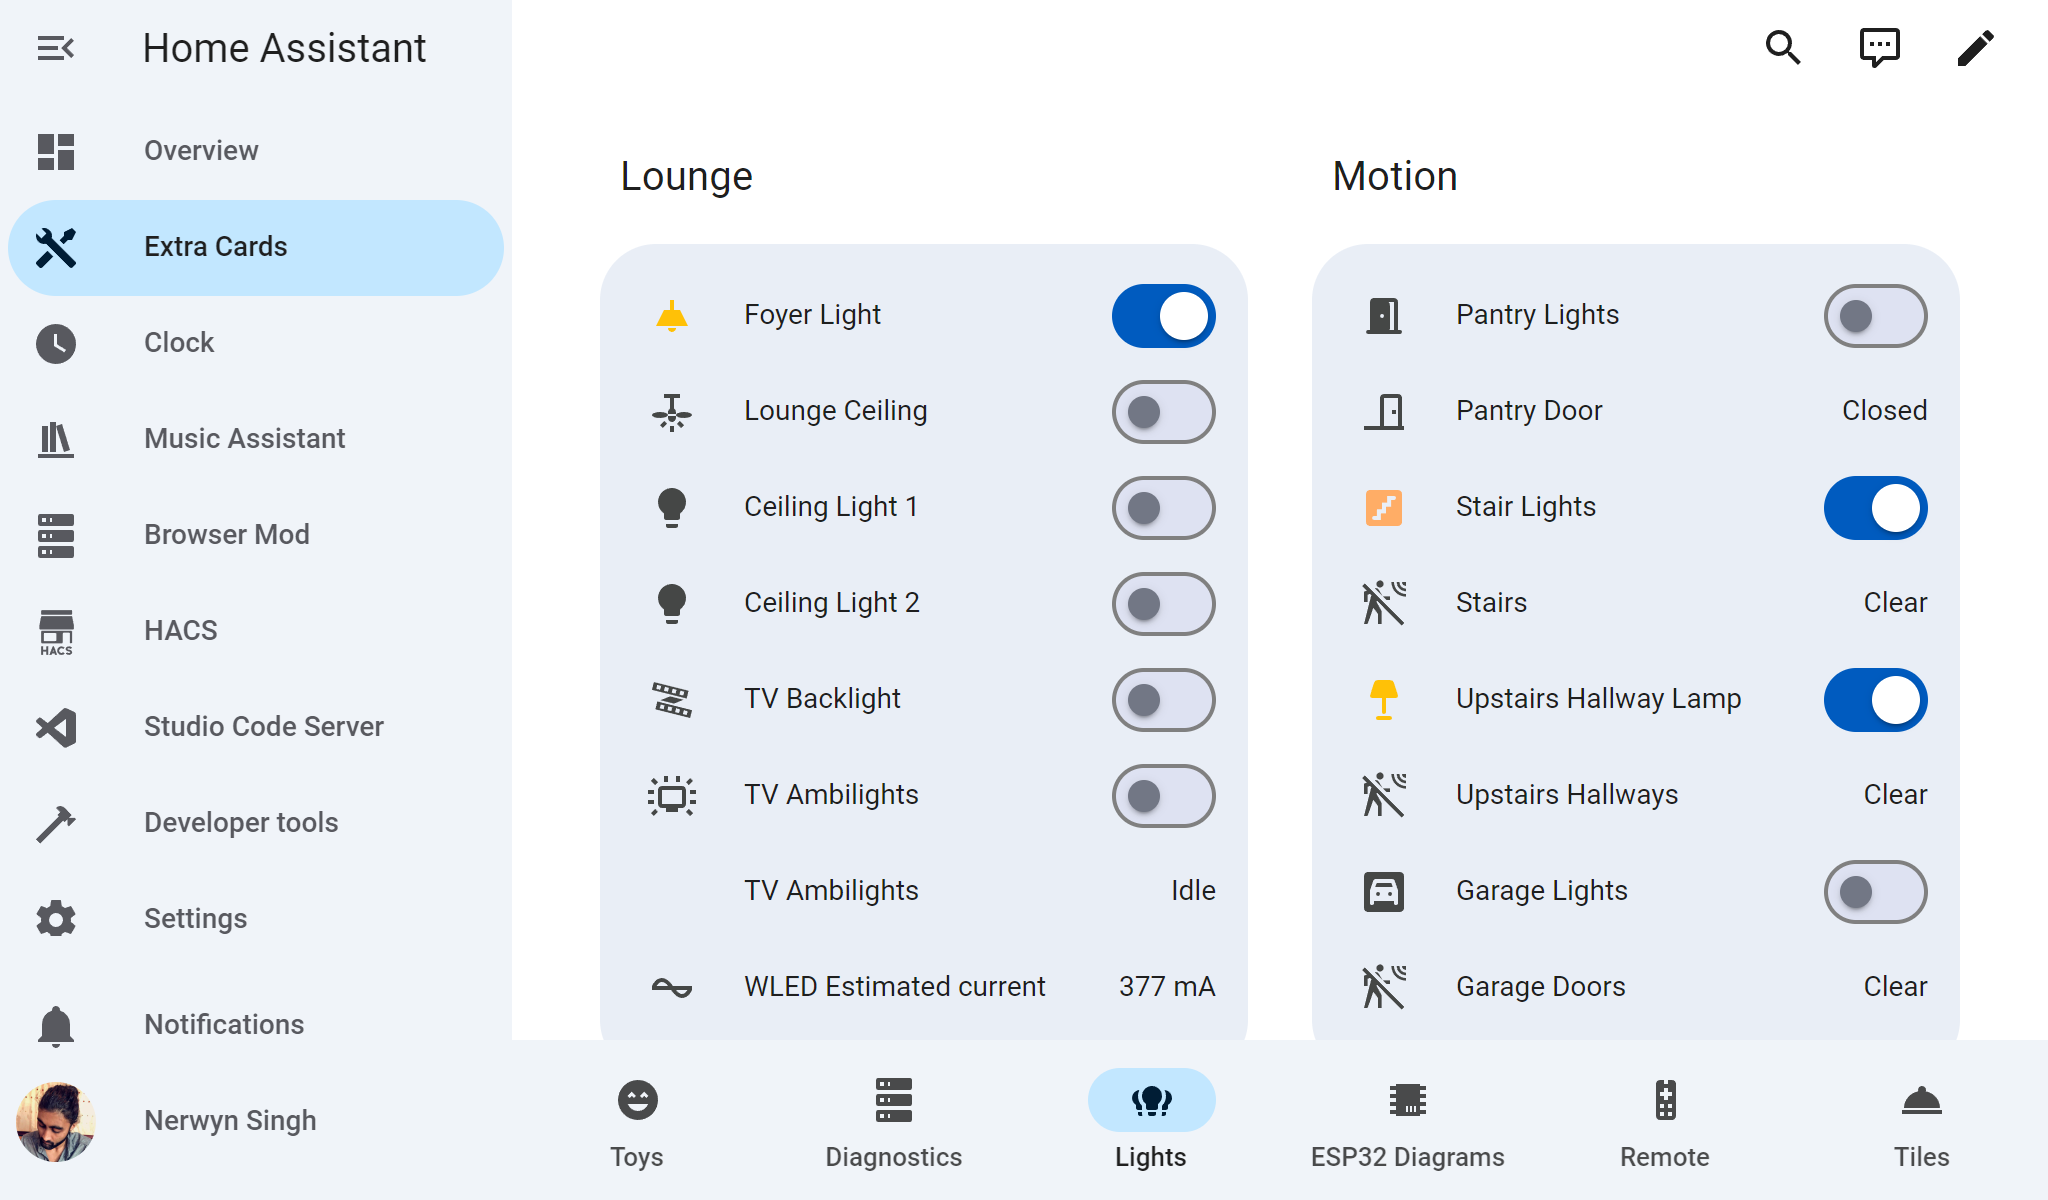 Home Assistant
Overview
Extra Cards
Clock
Music Assistant
Browser Mod
HACS
HACS
Studio Code Server
Developer tools
Settings
Notifications
Nerwyn Singh
Lounge
Foyer Light
Lounge Ceiling
Ceiling Light 1
Ceiling Light 2
TV Backlight
TV Ambilights
TV Ambilights Idle
WLED Estimated current 377 mA
Motion
Pantry Lights
Pantry Door Closed
Stair Lights
Stairs Clear
Upstairs Hallway Lamp
Upstairs Hallways Clear
Garage Lights
Garage Doors Clear
Toys
Diagnostics
Lights
ESP32 Diagrams
Remote
Tiles